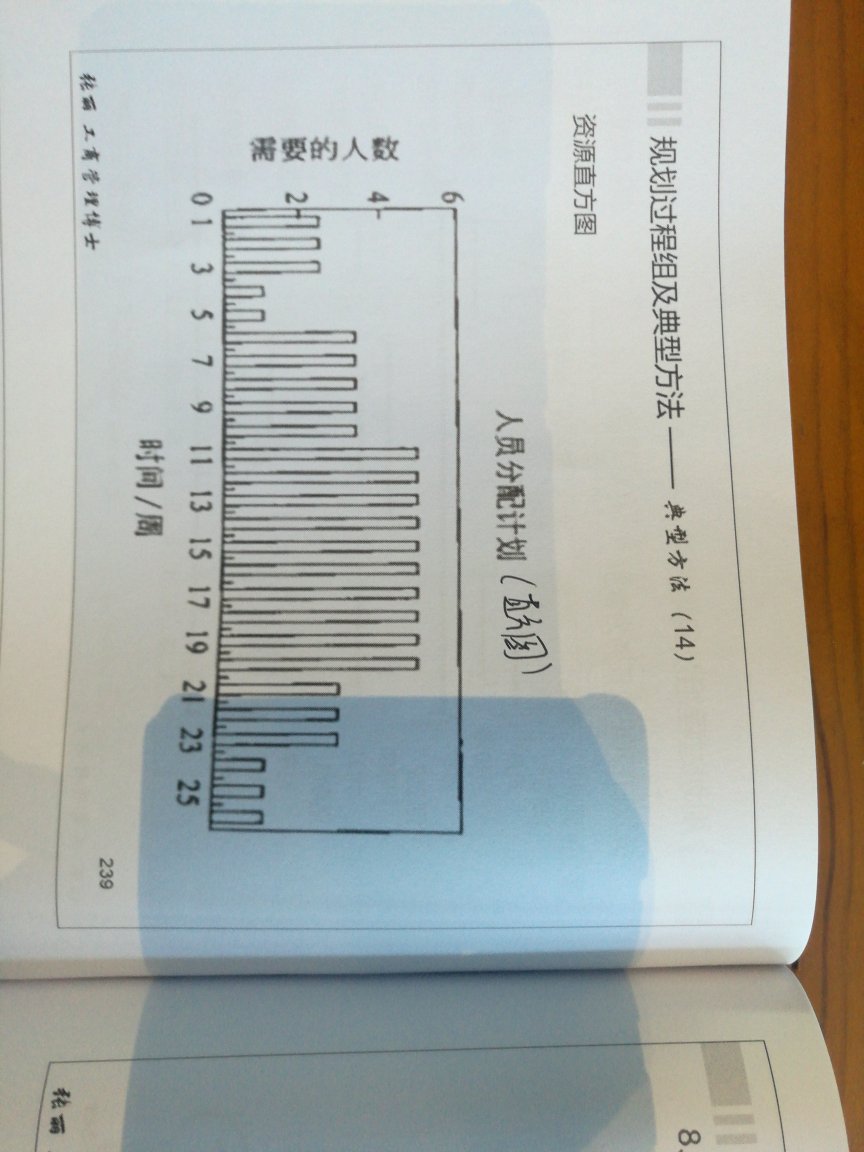 规划过程组及典型方法——典型方法（14）
资源直方图
人员分配计划（直方图）
需要的人数
6
4
2
0
1 3 5 7 9 11 13 15 17 19 21 23 25
时间/周
张丽 工商管理博士
239
8
张丽